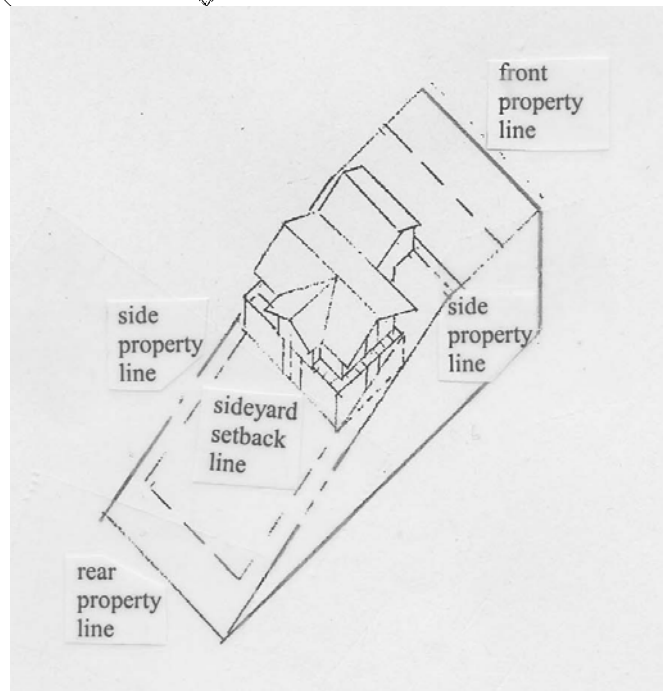 front
property
line
side
property
line
side
property
line
sideyard
setback
line
rear
property
line